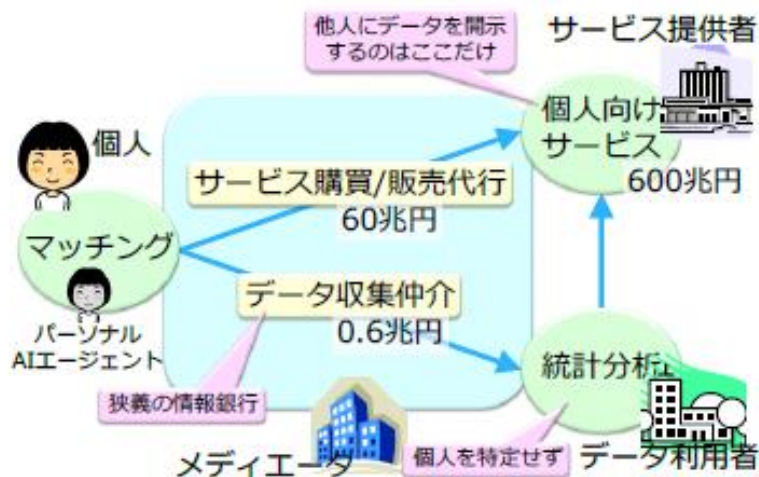 他人にデータを開示
するのはここだけ
サービス提供者
個人
個人向け
サービス
600兆円
サービス購買/販売代行
60兆円
マッチング
データ収集仲介
0.6兆円
パーソナル
AIエージェント
統計分析
狭義の情報銀行
メディエータ
個人を特定せず
データ利用者